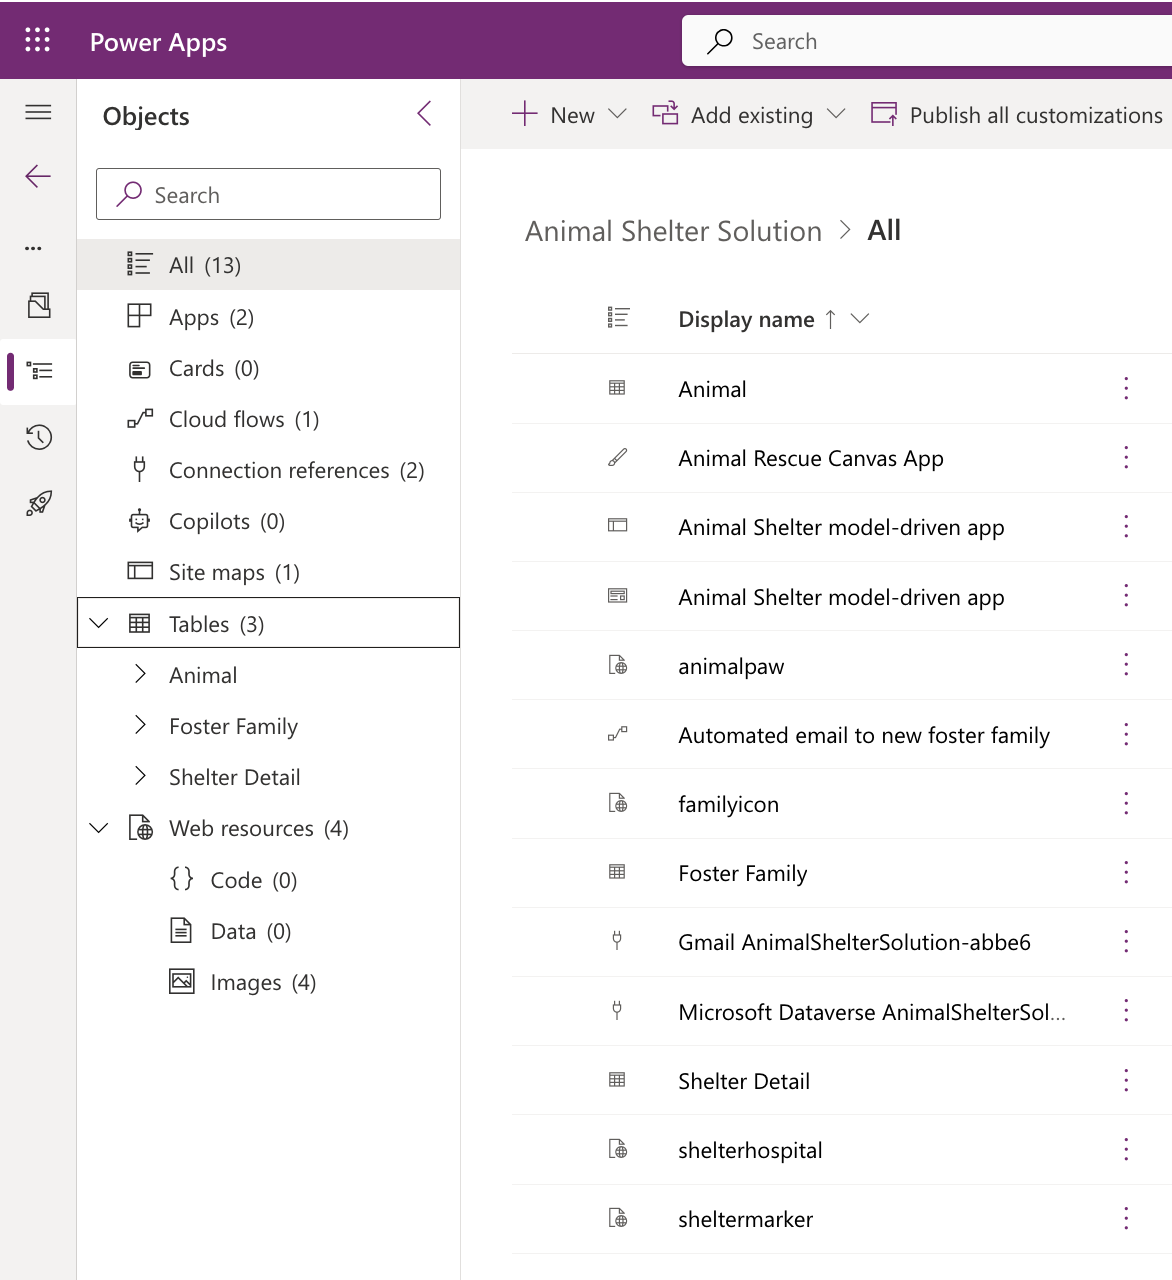 Power Apps
Search
Objects
Search
All (13)
Apps (2)
Cards (0)
Cloud flows (1)
Connection references (2)
Copilots (0)
Site maps (1)
Tables (3)
Animal
Foster Family
Shelter Detail
Web resources (4)
Code (0)
Data (0)
Images (4)
New
Add existing
Publish all customizations
Animal Shelter Solution > All
Display name ↑
Animal
Animal Rescue Canvas App
Animal Shelter model-driven app
Animal Shelter model-driven app
animalpaw
Automated email to new foster family
familyicon
Foster Family
Gmail AnimalShelterSolution-abbe6
Microsoft Dataverse AnimalShelterSol...
Shelter Detail
shelterhospital
sheltermarker